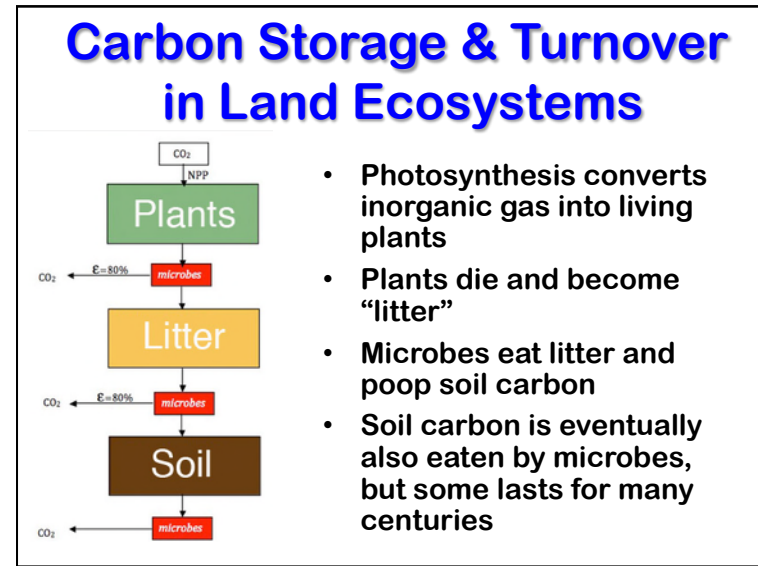 Carbon Storage & Turnover
in Land Ecosystems
CO₂
NPP
Plants
microbes
ε=80%
CO₂
Litter
microbes
ε=80%
CO₂
Soil
microbes
CO₂
• Photosynthesis converts
inorganic gas into living
plants
• Plants die and become
“litter”
• Microbes eat litter and
poop soil carbon
• Soil carbon is eventually
also eaten by microbes,
but some lasts for many
centuries